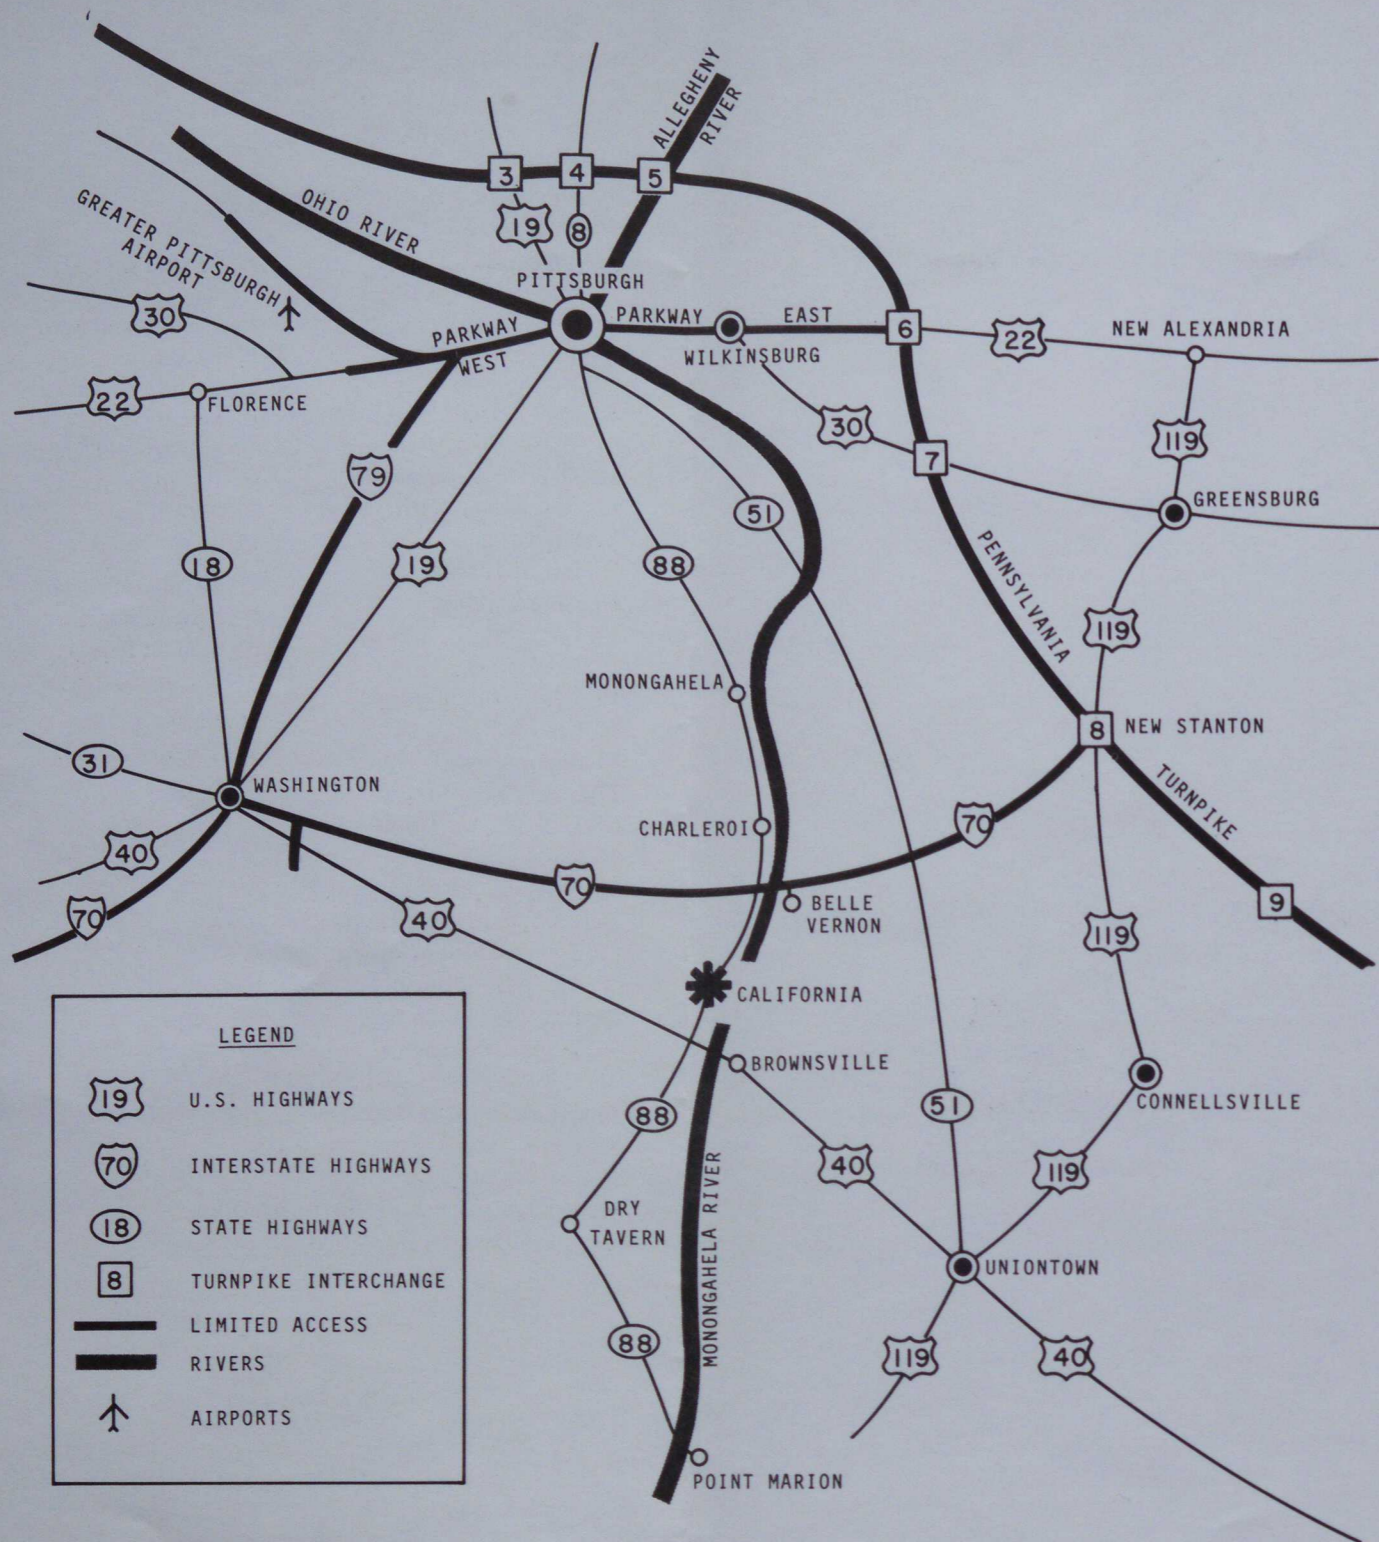 ALLEGHENY
RIVER
3
4
5
19
8
OHIO RIVER
GREATER PITTSBURGH
AIRPORT
PITTSBURGH
30
PARKWAY
WEST
PARKWAY
EAST
6
22
NEW ALEXANDRIA
WILKINSBURG
22
FLORENCE
30
119
7
79
GREENSBURG
51
18
19
88
PENNSYLVANIA
119
MONONGAHELA
8
NEW STANTON
31
WASHINGTON
TURNPIKE
CHARLEROI
70
40
70
70
40
BELLE
VERNON
9
119
CALIFORNIA
BROWNSVILLE
88
51
CONNELLSVILLE
40
119
DRY
TAVERN
MONONGAHELA RIVER
UNIONTOWN
88
119
40
POINT MARION
LEGEND
19 U.S. HIGHWAYS
70 INTERSTATE HIGHWAYS
18 STATE HIGHWAYS
8 TURNPIKE INTERCHANGE
LIMITED ACCESS
RIVERS
AIRPORTS